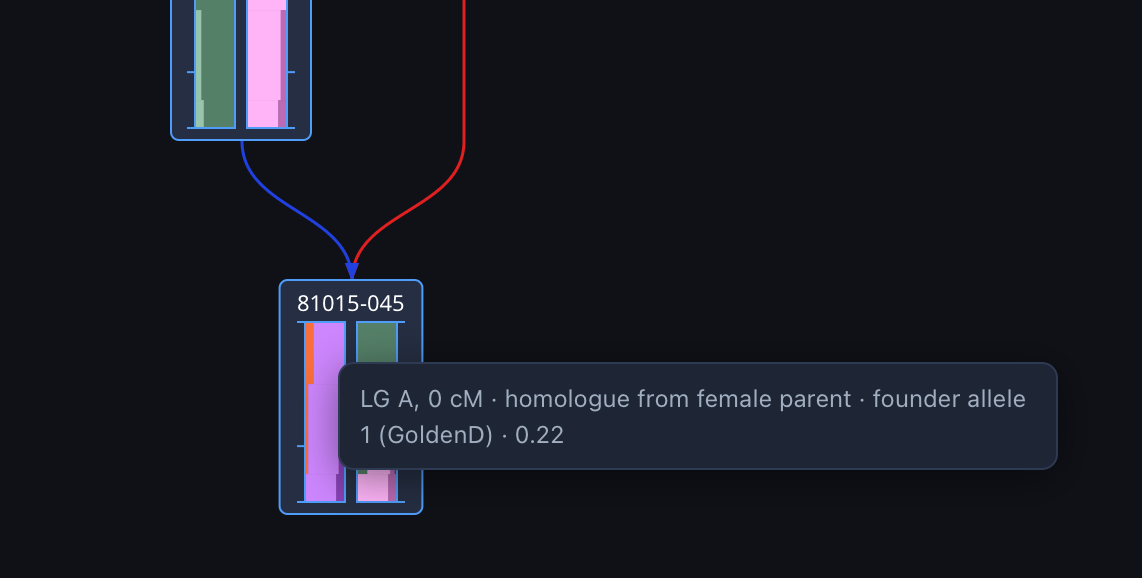 81015-045
LG A, 0 cM · homologue from female parent · founder allele
1 (GoldenD) · 0.22